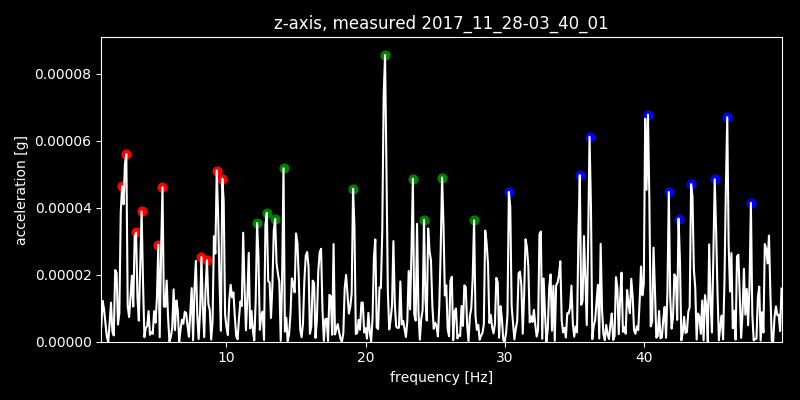 z-axis, measured 2017_11_28-03_40_01
0.00008
0.00006
0.00004
0.00002
0.00000
acceleration [g]
10 20 30 40
frequency [Hz]